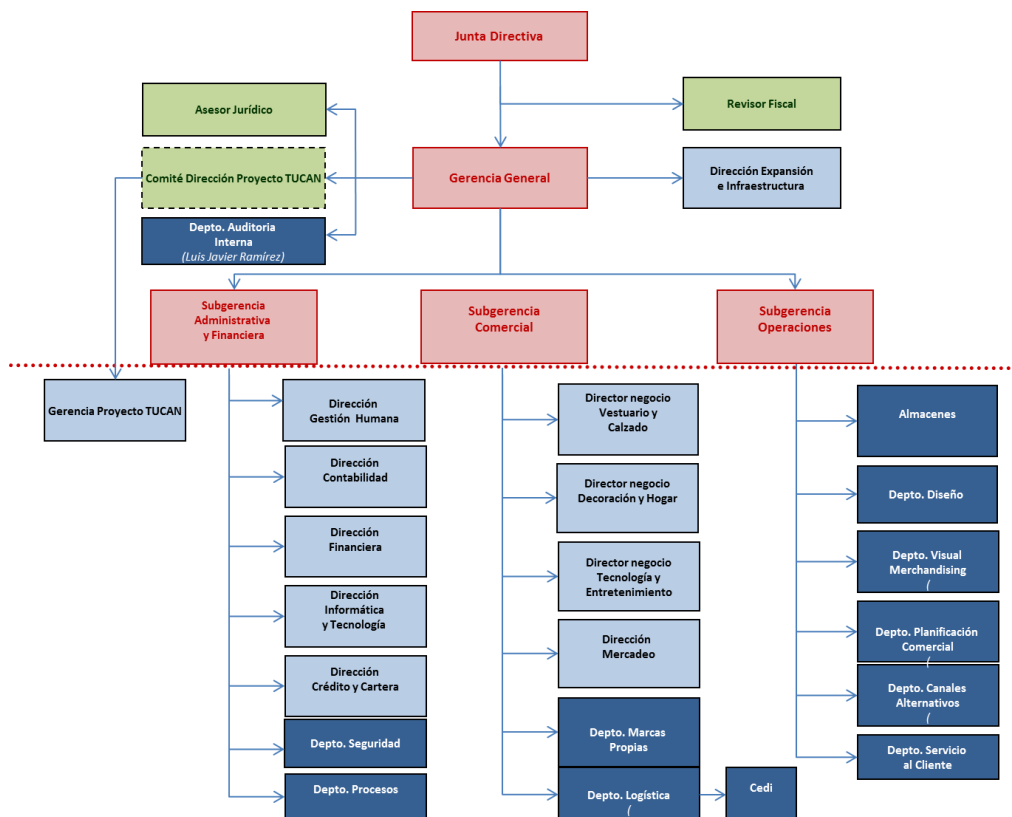 Junta Directiva
Asesor Jurídico
Revisor Fiscal
Comité Dirección Proyecto TUCAN
Gerencia General
Dirección Expansión
e Infraestructura
Depto. Auditoria
Interna
(Luis Javier Ramírez)
Subgerencia
Administrativa
y Financiera
Subgerencia
Comercial
Subgerencia
Operaciones
Gerencia Proyecto TUCAN
Dirección
Gestión Humana
Dirección
Contabilidad
Dirección
Financiera
Dirección
Informática
y Tecnología
Dirección
Crédito y Cartera
Depto. Seguridad
Depto. Procesos
Director negocio
Vestuario y
Calzado
Director negocio
Decoración y Hogar
Director negocio
Tecnología y
Entretenimiento
Dirección
Mercadeo
Depto. Marcas
Propias
Depto. Logística
(
Cedi
Almacenes
Depto. Diseño
Depto. Visual
Merchandising
(
Depto. Planificación
Comercial
(
Depto. Canales
Alternativos
(
Depto. Servicio
al Cliente